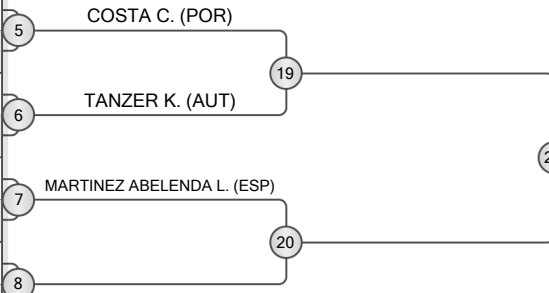 COSTA C. (POR)
5
19
TANZER K. (AUT)
6
MARTINEZ ABELENDA L. (ESP)
7
20
8